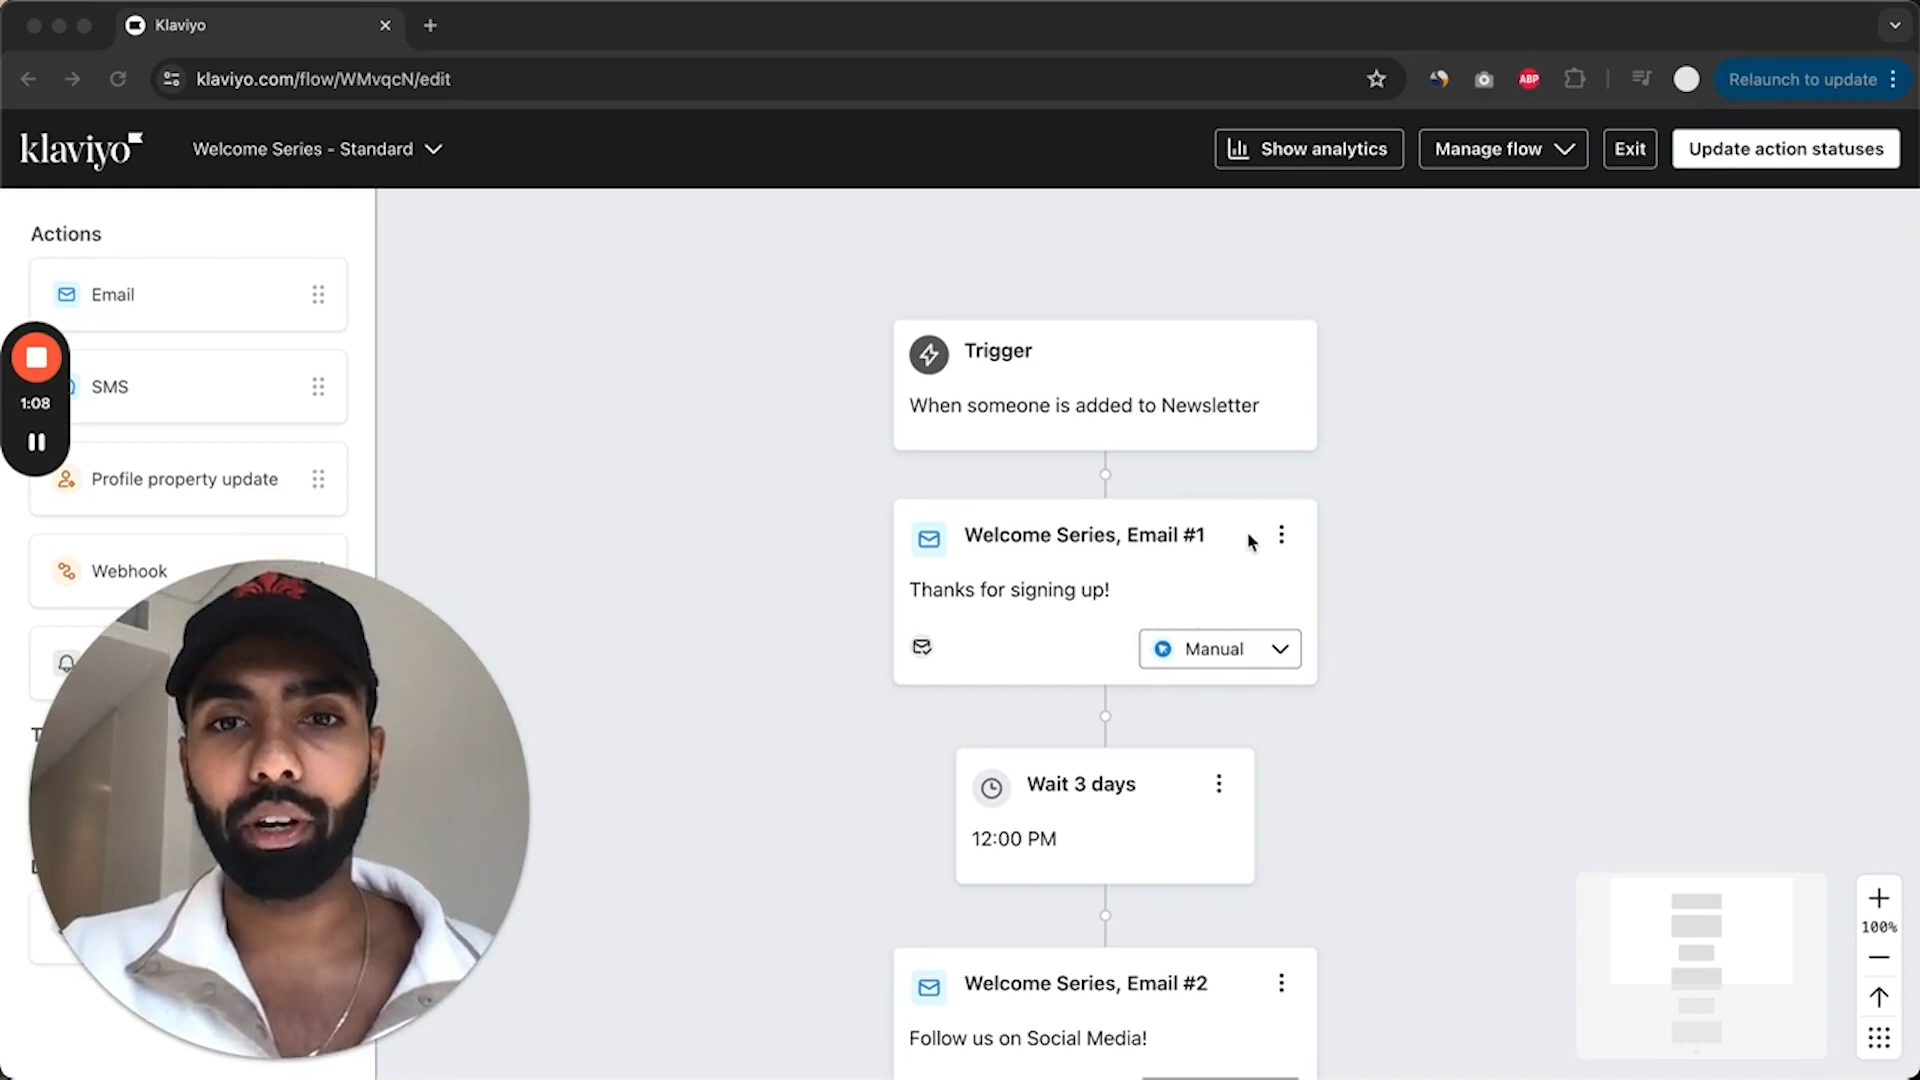 Klaviyo
klaviyo.com/flow/WMvqcN/edit
ABP
Relaunch to update
klaviyo
Welcome Series - Standard
Show analytics
Manage flow
Exit
Update action statuses
Actions
Email
SMS
1:08
Profile property update
Webhook
Trigger
When someone is added to Newsletter
Welcome Series, Email #1
Thanks for signing up!
Manual
Wait 3 days
12:00 PM
Welcome Series, Email #2
Follow us on Social Media!
100%